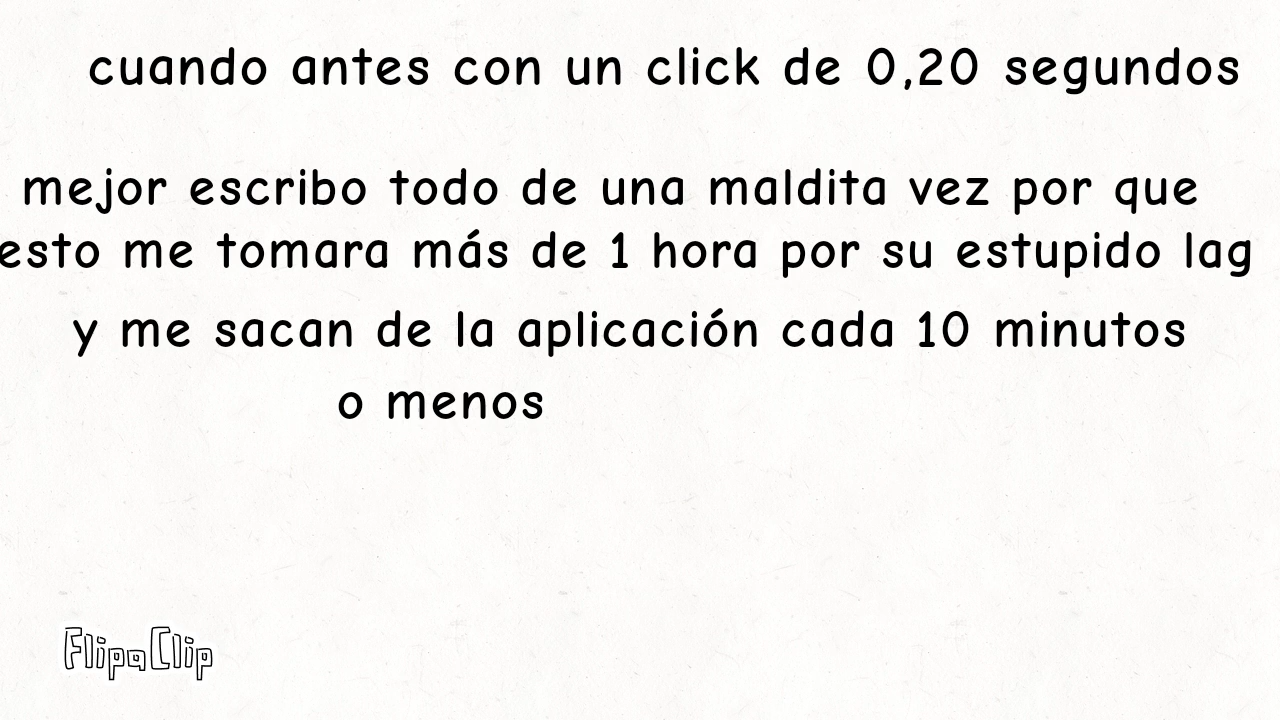 cuando antes con un click de 0,20 segundos
mejor escribo todo de una maldita vez por que
esto me tomara más de 1 hora por su estupido lag
y me sacan de la aplicación cada 10 minutos
o menos
FlipaClip